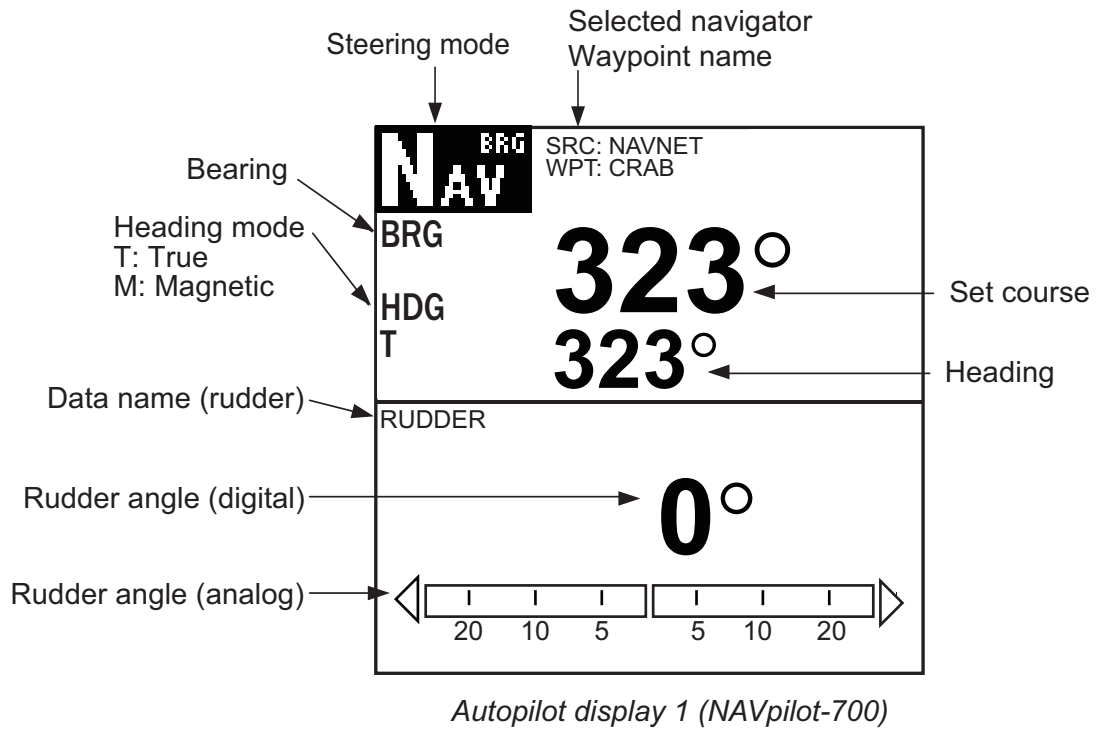 Selected navigator
Steering mode
Waypoint name
NAV BRG
SRC: NAVNET
WPT: CRAB
Bearing
BRG
Heading mode
T: True
M: Magnetic
323°
Set course
HDG
T
323°
Heading
Data name (rudder)
RUDDER
Rudder angle (digital)
0°
Rudder angle (analog)
20 10 5 5 10 20
Autopilot display 1 (NAVpilot-700)